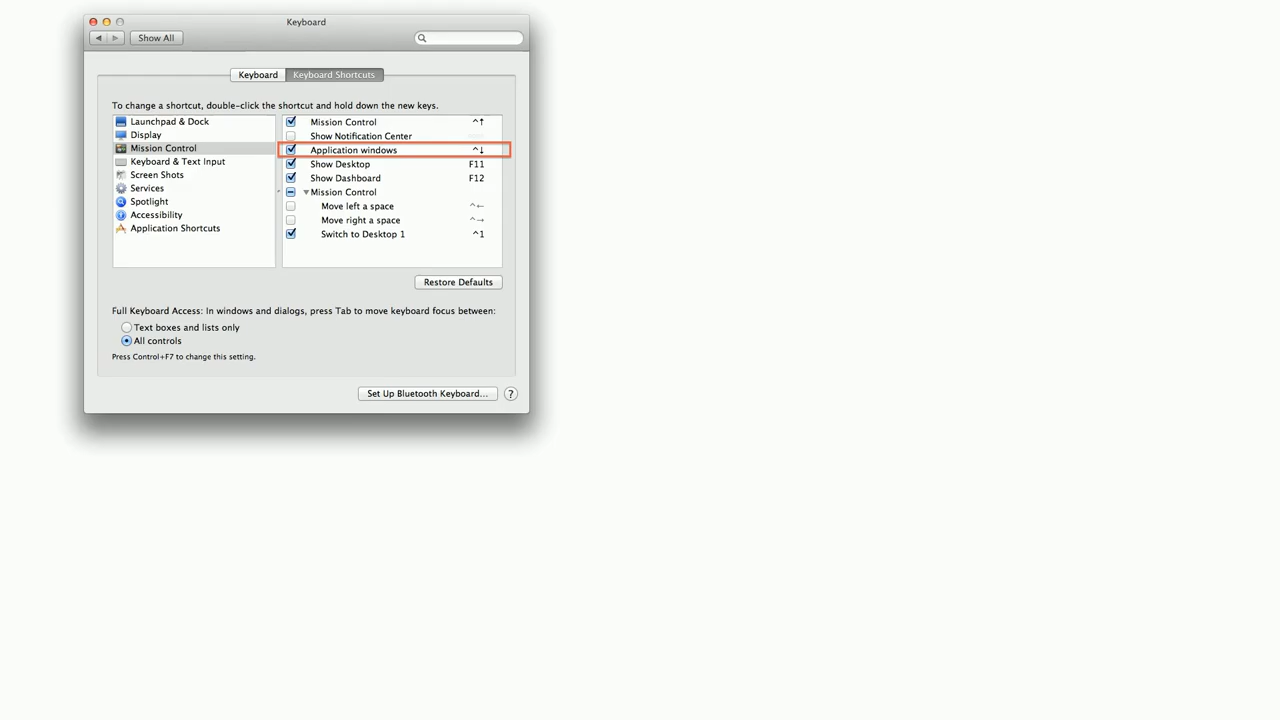 Keyboard
Show All
Keyboard Keyboard Shortcuts
To change a shortcut, double-click the shortcut and hold down the new keys.
Launchpad & Dock
Display
Mission Control
Keyboard & Text Input
Screen Shots
Services
Spotlight
Accessibility
Application Shortcuts
Mission Control ^↑
Show Notification Center
Application windows ^↓
Show Desktop F11
Show Dashboard F12
Mission Control
Move left a space ^←
Move right a space ^→
Switch to Desktop 1 ^1
Restore Defaults
Full Keyboard Access: In windows and dialogs, press Tab to move keyboard focus between:
Text boxes and lists only
All controls
Press Control+F7 to change this setting.
Set Up Bluetooth Keyboard... ?